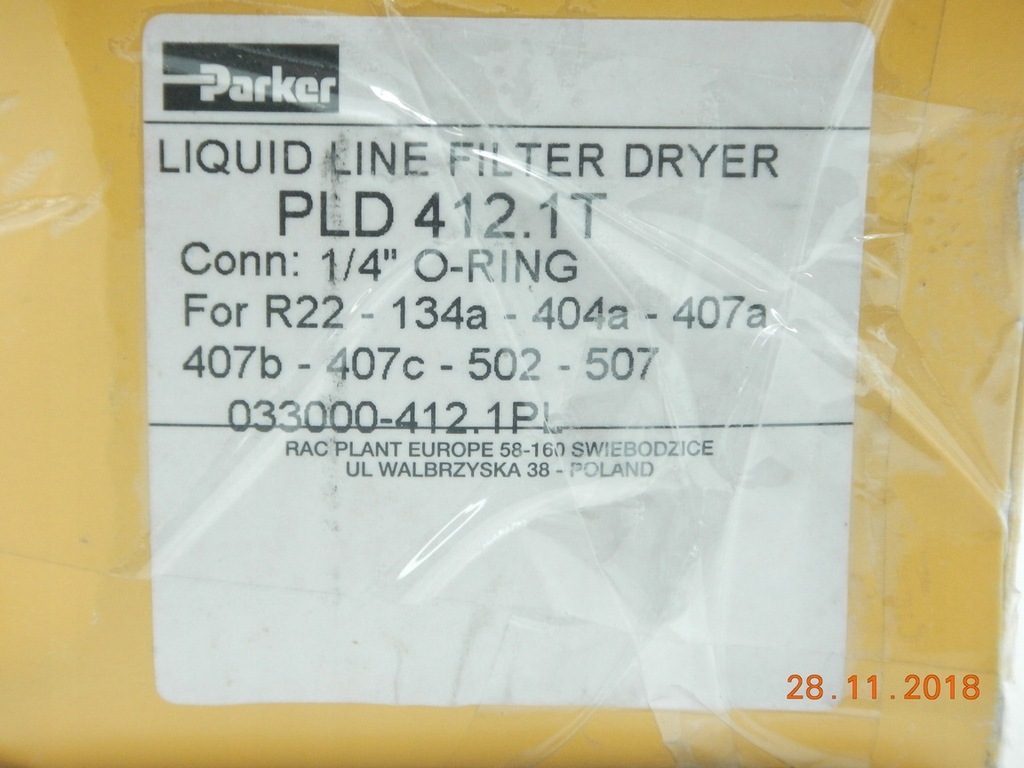 Parker
LIQUID LINE FILTER DRYER
PLD 412.1T
Conn: 1/4" O-RING
For R22 - 134a - 404a - 407a
407b - 407c - 502 - 507
033000-412.1PL
RAC PLANT EUROPE 58-160 SWIEBODZICE
UL WALBRZYSKA 38 - POLAND
28.11.2018